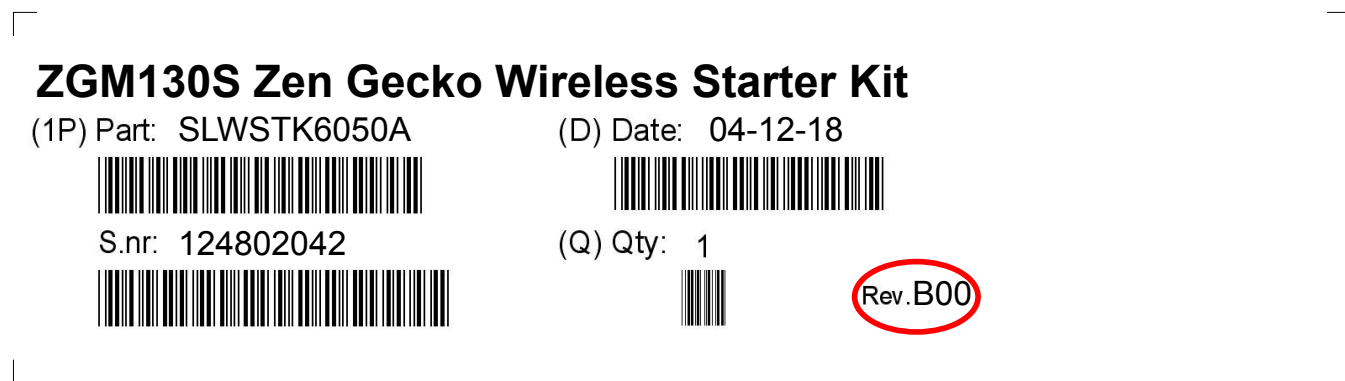 ZGM130S Zen Gecko Wireless Starter Kit
(1P) Part: SLWSTK6050A (D) Date: 04-12-18
S.nr: 124802042 (Q) Qty: 1
Rev.B00